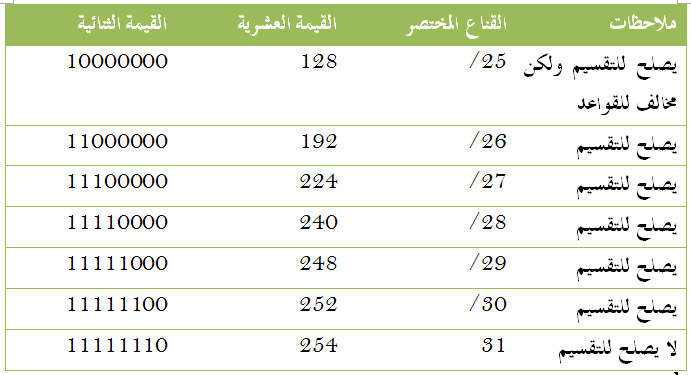 ملاحظات القناع المختصر القيمة العشرية القيمة الثنائية
يصلح للتقسيم ولكن /25 128 10000000
مخالف للقواعد
يصلح للتقسيم /26 192 11000000
يصلح للتقسيم /27 224 11100000
يصلح للتقسيم /28 240 11110000
يصلح للتقسيم /29 248 11111000
يصلح للتقسيم /30 252 11111100
لا يصلح للتقسيم 31 254 11111110